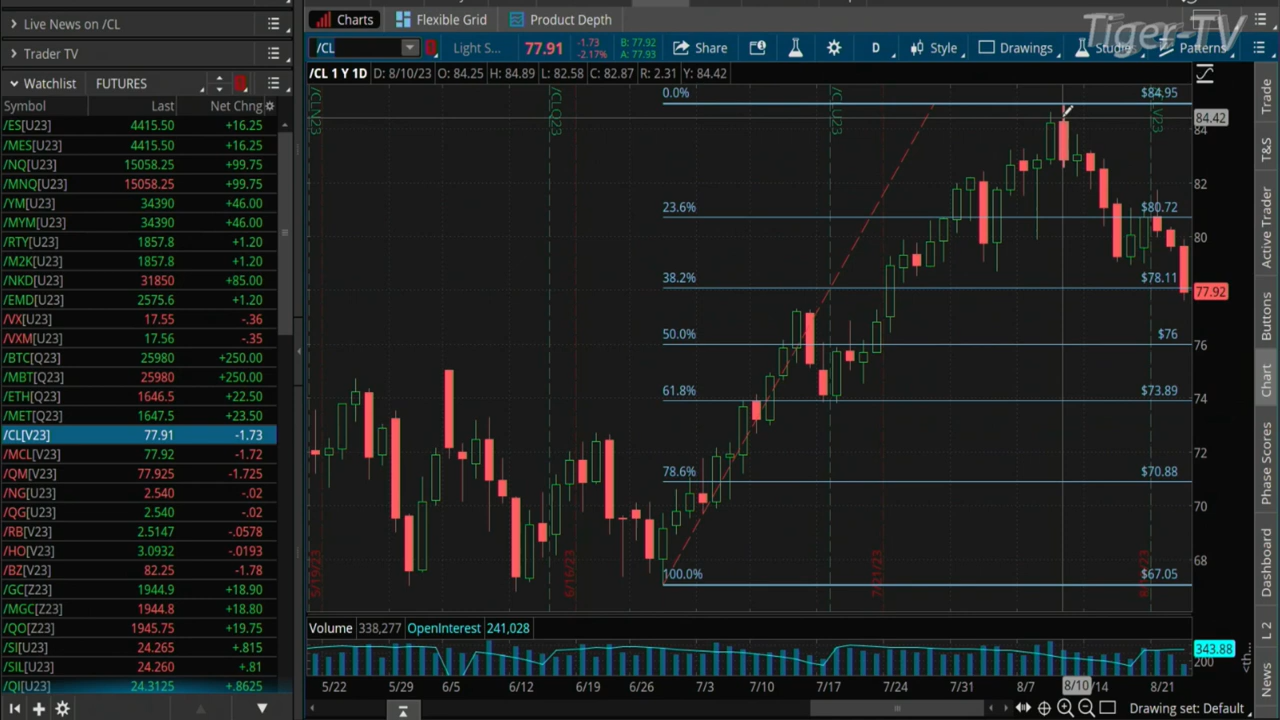 Live News on /CL
Charts
Flexible Grid
Product Depth
Tiger-TV
Trader TV
/CL
Light S...
77.91
-1.73
-2.17%
B: 77.92
A: 77.93
Share
D
Style
Drawings
Studies
Patterns
Watchlist
FUTURES
/CL 1 Y 1D
D: 8/10/23
O: 84.25
H: 84.89
L: 82.58
C: 82.87
R: 2.31
Y: 84.42
Symbol Last Net Chng
/ES[U23] 4415.50 +16.25
/MES[U23] 4415.50 +16.25
/NQ[U23] 15058.25 +99.75
/MNQ[U23] 15058.25 +99.75
/YM[U23] 34390 +46.00
/MYM[U23] 34390 +46.00
/RTY[U23] 1857.8 +1.20
/M2K[U23] 1857.8 +1.20
/NKD[U23] 31850 +85.00
/EMD[U23] 2575.6 +1.20
/VX[U23] 17.55 -.36
/VXM[U23] 17.56 -.35
/BTC[Q23] 25980 +250.00
/MBT[Q23] 25980 +250.00
/ETH[Q23] 1646.5 +22.50
/MET[Q23] 1647.5 +23.50
/CL[V23] 77.91 -1.73
/MCL[V23] 77.92 -1.72
/QM[V23] 77.925 -1.725
/NG[U23] 2.540 -.02
/QG[U23] 2.540 -.02
/RB[V23] 2.5147 -.0578
/HO[V23] 3.0932 -.0193
/BZ[V23] 82.25 -1.78
/GC[Z23] 1944.9 +18.90
/MGC[Z23] 1944.8 +18.80
/QO[Z23] 1945.75 +19.75
/SI[U23] 24.265 +.815
/SIL[U23] 24.260 +.81
/QI[U23] 24.3125 +.8625
/CLN23
/CLQ23
/CLU23
0.0% $84.95
23.6% $80.72
38.2% $78.11
50.0% $76
61.8% $73.89
78.6% $70.88
100.0% $67.05
5/19/23
6/16/23
7/21/23
84.42
84
82
80
77.92
76
74
72
70
68
Volume 338,277 OpenInterest 241,028
343.88
200
5/22 5/29 6/5 6/12 6/19 6/26 7/3 7/10 7/17 7/24 7/31 8/7 8/10 /14 8/21
Drawing set: Default
Trade
T&S
Active Trader
Buttons
Chart
Phase Scores
Dashboard
L 2
News